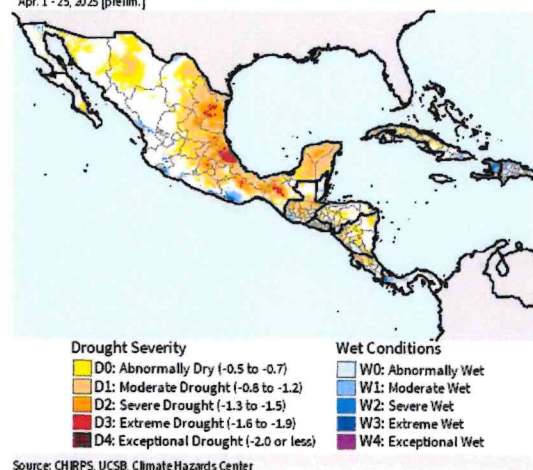 Apr. 1 - 25, 2025 [prelim.]
Drought Severity
D0: Abnormally Dry (-0.5 to -0.7)
D1: Moderate Drought (-0.8 to -1.2)
D2: Severe Drought (-1.3 to -1.5)
D3: Extreme Drought (-1.6 to -1.9)
D4: Exceptional Drought (-2.0 or less)
Wet Conditions
W0: Abnormally Wet
W1: Moderate Wet
W2: Severe Wet
W3: Extreme Wet
W4: Exceptional Wet
Source: CHIRPS, UCSB, Climate Hazards Center